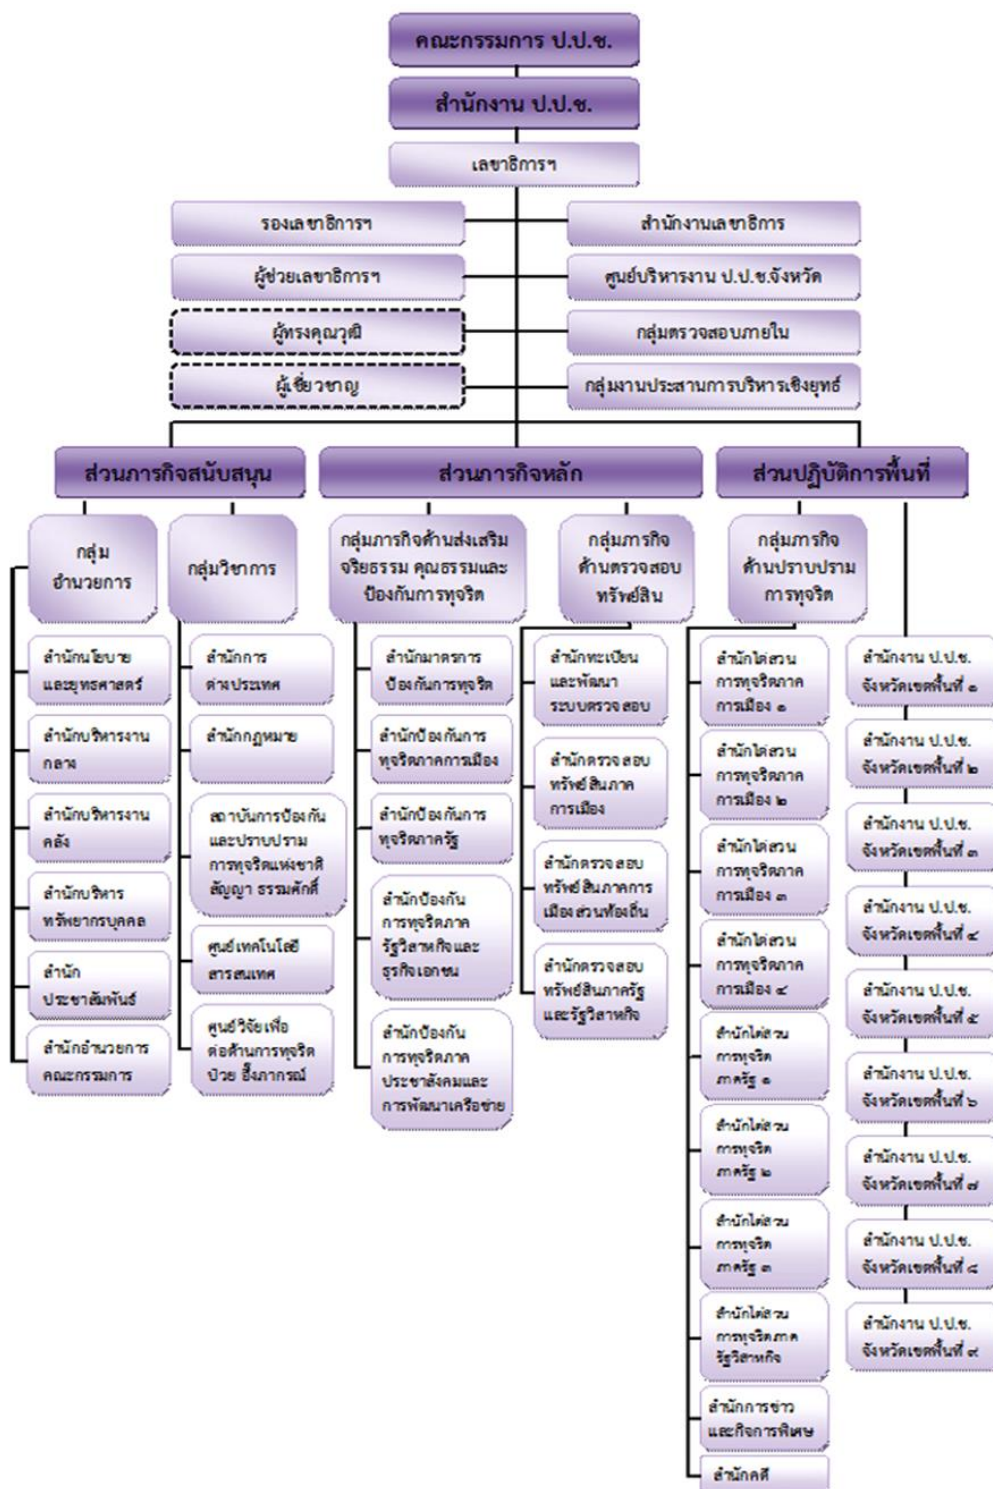 คณะกรรมการ ป.ป.ช.
สำนักงาน ป.ป.ช.
เลขาธิการฯ
รองเลขาธิการฯ
สำนักงานเลขาธิการ
ผู้ช่วยเลขาธิการฯ
ศูนย์บริหารงาน ป.ป.ช.จังหวัด
ผู้ทรงคุณวุฒิ
กลุ่มตรวจสอบภายใน
ผู้เชี่ยวชาญ
กลุ่มงานประสานการบริหารเชิงยุทธ์
ส่วนภารกิจสนับสนุน
กลุ่ม
อำนวยการ
สำนักนโยบาย
และยุทธศาสตร์
สำนักบริหารงาน
กลาง
สำนักบริหารงาน
คลัง
สำนักบริหาร
ทรัพยากรบุคคล
สำนัก
ประชาสัมพันธ์
สำนักอำนวยการ
คณะกรรมการ
กลุ่มวิชาการ
สำนักการ
ต่างประเทศ
สำนักกฎหมาย
สถาบันการป้องกัน
และปราบปราม
การทุจริตแห่งชาติ
สัญญา ธรรมศักดิ์
ศูนย์เทคโนโลยี
สารสนเทศ
ศูนย์วิจัยเพื่อ
ต่อต้านการทุจริต
ป๋วย อึ๊งภากรณ์
ส่วนภารกิจหลัก
กลุ่มภารกิจด้านส่งเสริม
จริยธรรม คุณธรรมและ
ป้องกันการทุจริต
สำนักมาตรการ
ป้องกันการทุจริต
สำนักป้องกันการ
ทุจริตภาคการเมือง
สำนักป้องกันการ
ทุจริตภาครัฐ
สำนักป้องกัน
การทุจริตภาค
รัฐวิสาหกิจและ
ธุรกิจเอกชน
สำนักป้องกัน
การทุจริตภาค
ประชาสังคมและ
การพัฒนาเครือข่าย
กลุ่มภารกิจ
ด้านตรวจสอบ
ทรัพย์สิน
สำนักทะเบียน
และพัฒนา
ระบบตรวจสอบ
สำนักตรวจสอบ
ทรัพย์สินภาค
การเมือง
สำนักตรวจสอบ
ทรัพย์สินภาคการ
เมืองส่วนท้องถิ่น
สำนักตรวจสอบ
ทรัพย์สินภาครัฐ
และรัฐวิสาหกิจ
ส่วนปฏิบัติการพื้นที่
กลุ่มภารกิจ
ด้านปราบปราม
การทุจริต
สำนักไต่สวน
การทุจริตภาค
การเมือง ๑
สำนักไต่สวน
การทุจริตภาค
การเมือง ๒
สำนักไต่สวน
การทุจริตภาค
การเมือง ๓
สำนักไต่สวน
การทุจริตภาค
การเมือง ๔
สำนักไต่สวน
การทุจริต
ภาครัฐ ๑
สำนักไต่สวน
การทุจริต
ภาครัฐ ๒
สำนักไต่สวน
การทุจริต
ภาครัฐ ๓
สำนักไต่สวน
การทุจริตภาค
รัฐวิสาหกิจ
สำนักการข่าว
และกิจการพิเศษ
สำนักคดี
สำนักงาน ป.ป.ช.
จังหวัดเขตพื้นที่ ๑
สำนักงาน ป.ป.ช.
จังหวัดเขตพื้นที่ ๒
สำนักงาน ป.ป.ช.
จังหวัดเขตพื้นที่ ๓
สำนักงาน ป.ป.ช.
จังหวัดเขตพื้นที่ ๔
สำนักงาน ป.ป.ช.
จังหวัดเขตพื้นที่ ๕
สำนักงาน ป.ป.ช.
จังหวัดเขตพื้นที่ ๖
สำนักงาน ป.ป.ช.
จังหวัดเขตพื้นที่ ๗
สำนักงาน ป.ป.ช.
จังหวัดเขตพื้นที่ ๘
สำนักงาน ป.ป.ช.
จังหวัดเขตพื้นที่ ๙